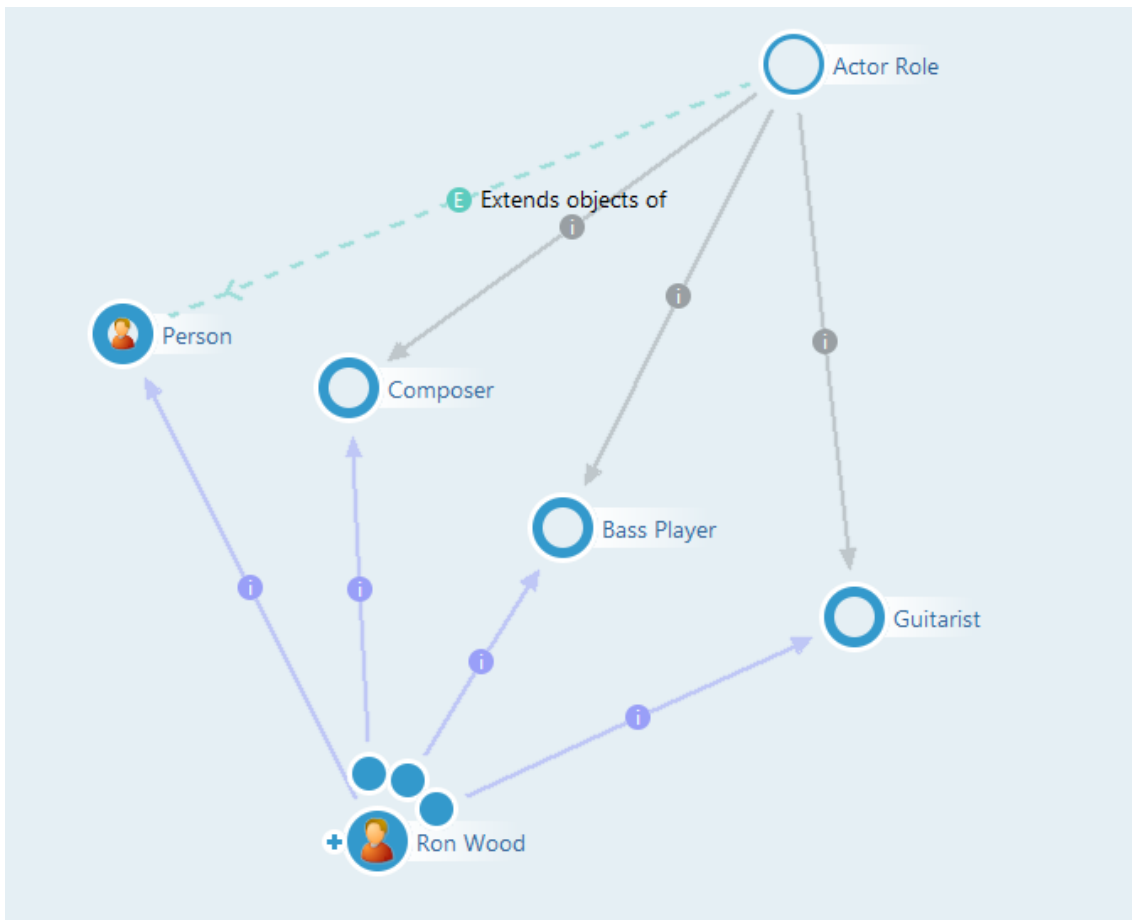 Actor Role
E Extends objects of
i
i
Person
i
Composer
Bass Player
i
i
Guitarist
i
i
Ron Wood